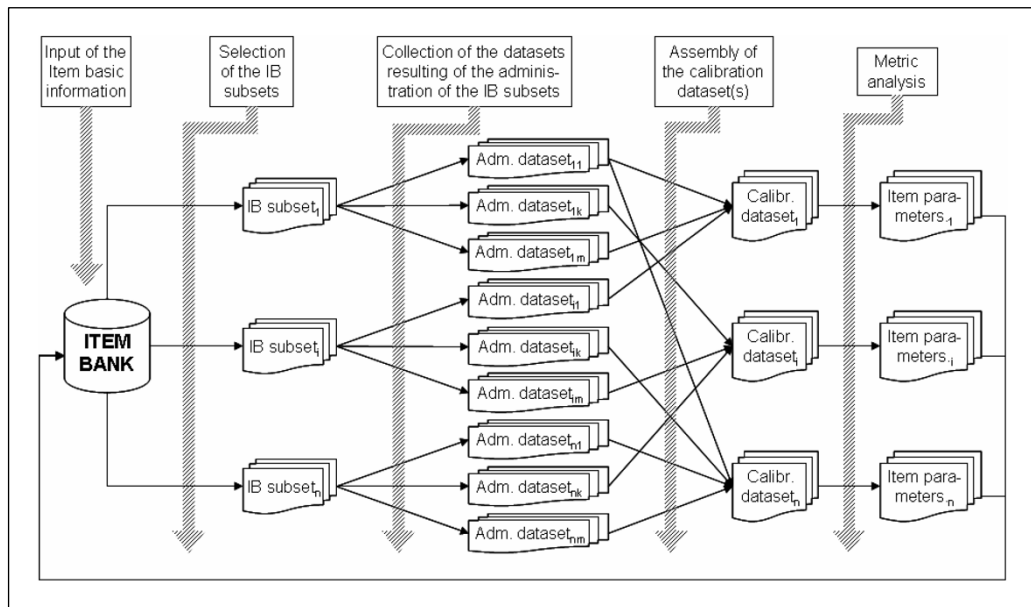 Input of the
Item basic
information
Selection
of the IB
subsets
Collection of the datasets
resulting of the adminis-
tration of the IB subsets
Assembly of
the calibration
dataset(s)
Metric
analysis
IB subset1
IB subseti
IB subsetn
ITEM
BANK
Adm. dataset11
Adm. dataset1k
Adm. dataset1m
Adm. dataseti1
Adm. datasetik
Adm. datasetim
Adm. datasetn1
Adm. datasetnk
Adm. datasetnm
Calibr.
dataset1
Calibr.
dataseti
Calibr.
datasetn
Item para-
meters.1
Item para-
meters.i
Item para-
meters.n